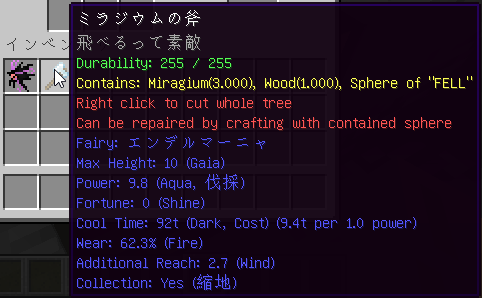 ミラジウムの斧
飛べるって素敵
Durability: 255 / 255
インベン
Contains: Miragium(3.000), Wood(1.000), Sphere of "FELL"
Right click to cut whole tree
Can be repaired by crafting with contained sphere
Fairy: エンデルマーニャ
Max Height: 10 (Gaia)
Power: 9.8 (Aqua, 伐採)
Fortune: 0 (Shine)
Cool Time: 92t (Dark, Cost) (9.4t per 1.0 power)
Wear: 62.3% (Fire)
Additional Reach: 2.7 (Wind)
Collection: Yes (縮地)